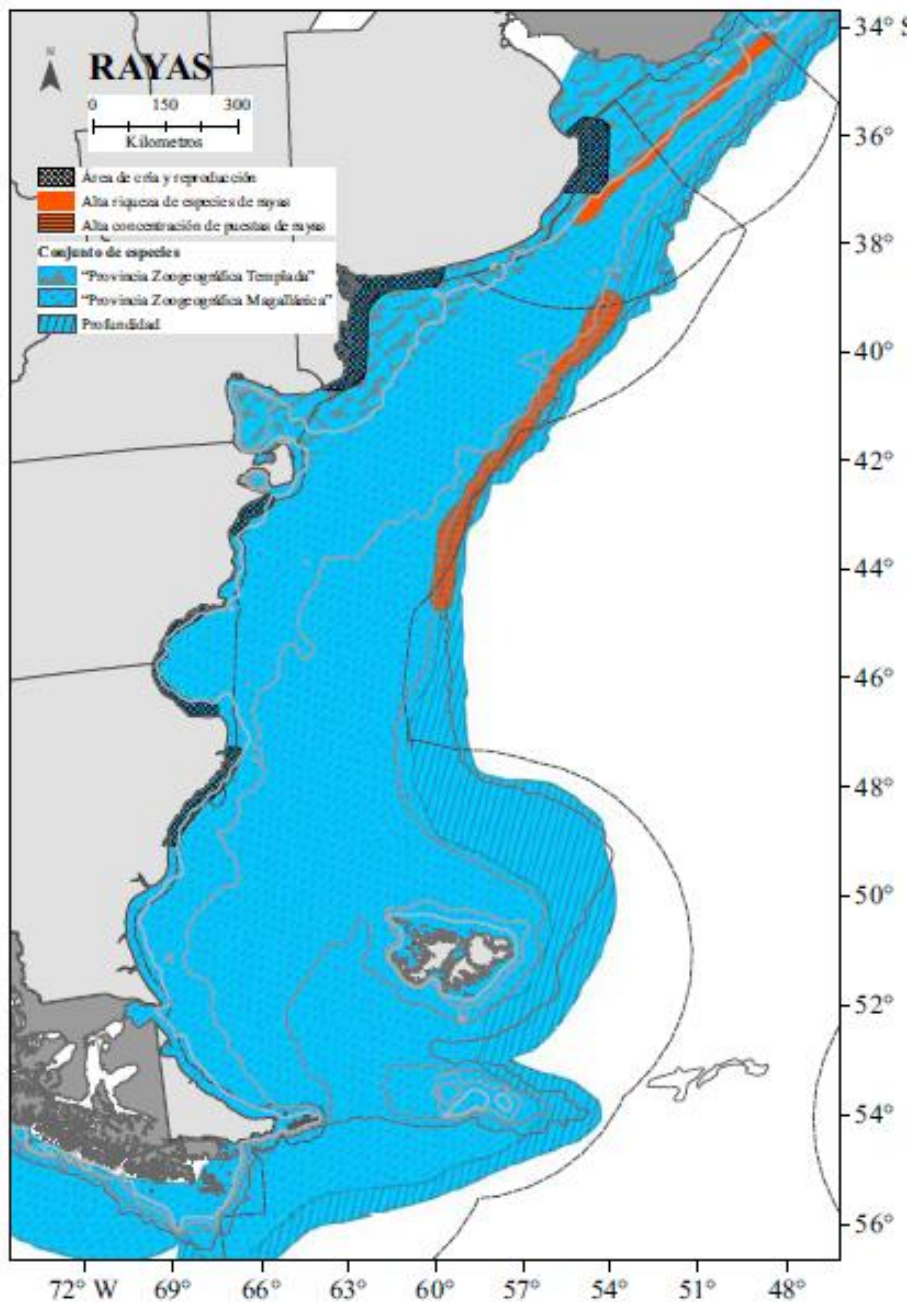 N
RAYAS
0 150 300
Kilometros
Área de cría y reproducción
Alta riqueza de especies de rayas
Alta concentración de puestas de rayas
Conjunto de especies
"Provincia Zoogeográfica Templada"
"Provincia Zoogeográfica Magallánica"
Profundidad
34° S
36°
38°
40°
42°
44°
46°
48°
50°
52°
54°
56°
72° W 69° 66° 63° 60° 57° 54° 51° 48°